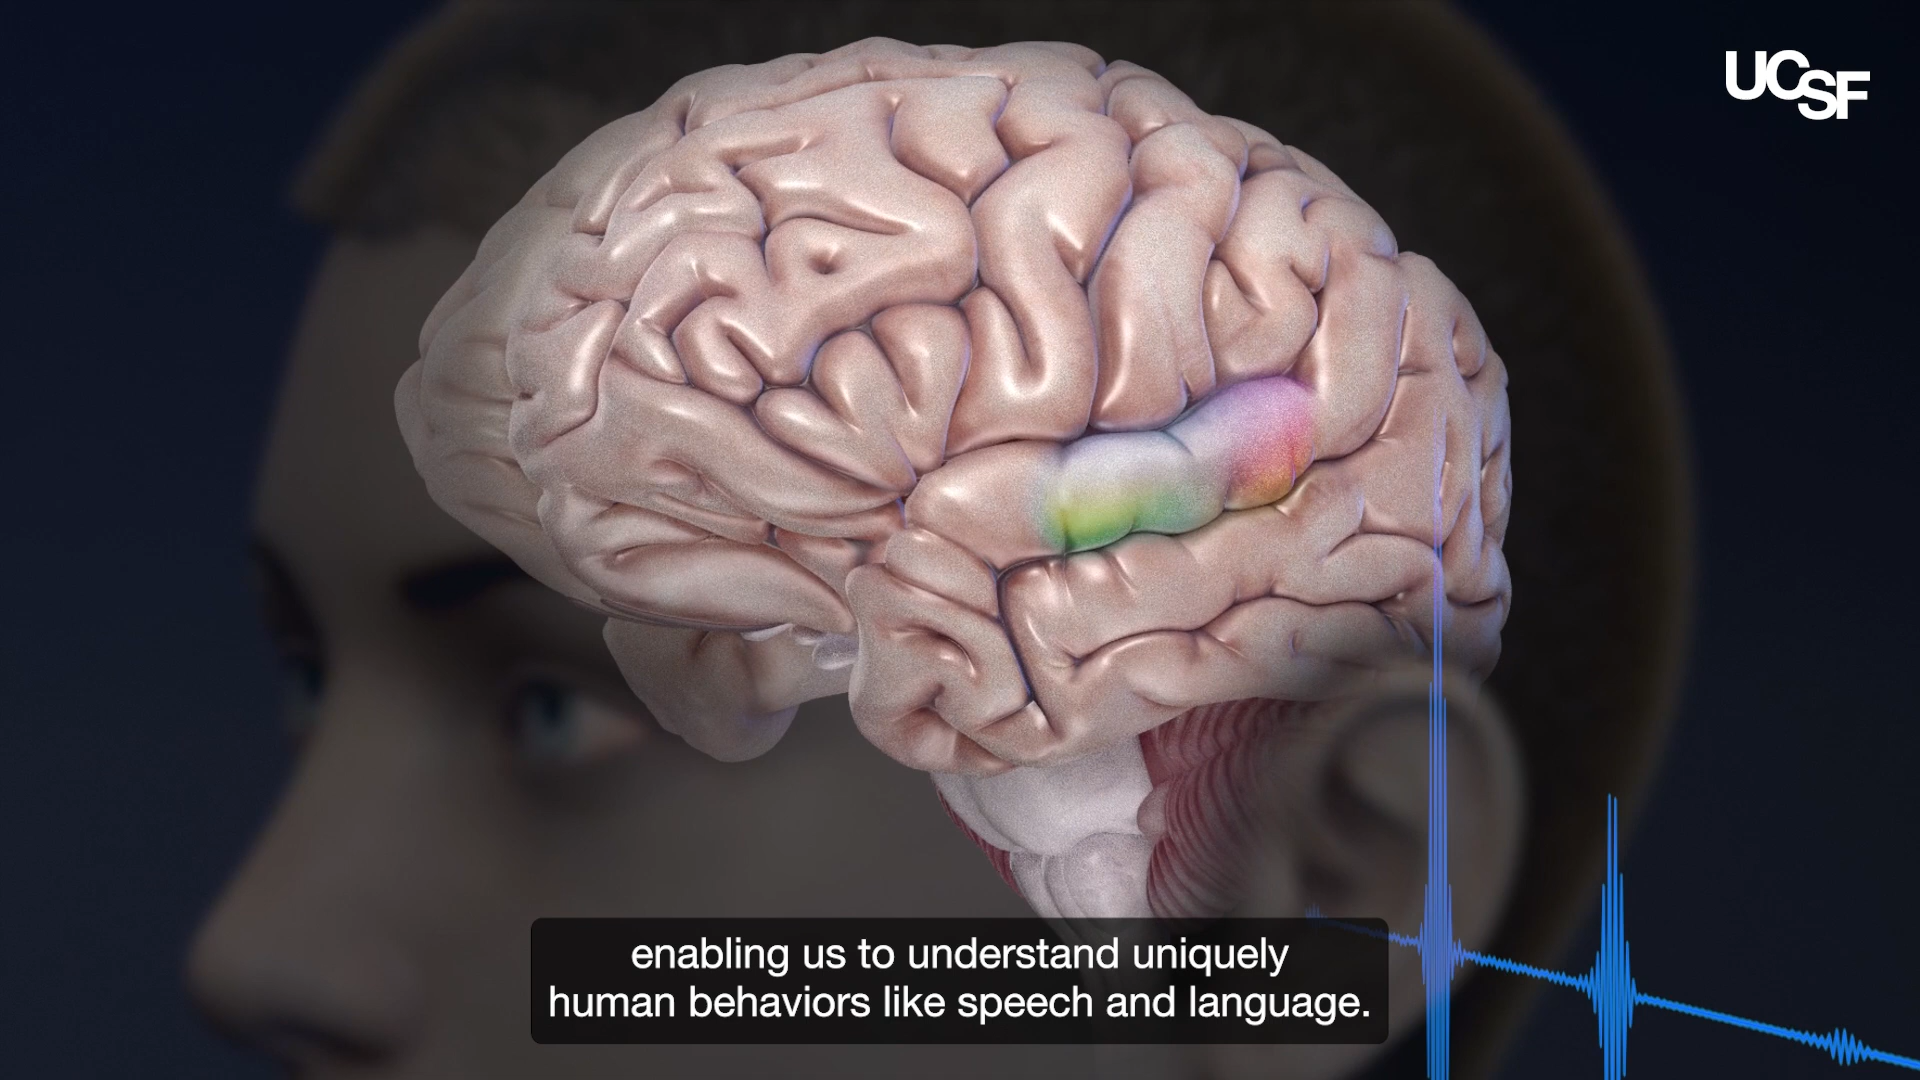 UCSF
enabling us to understand uniquely
human behaviors like speech and language.